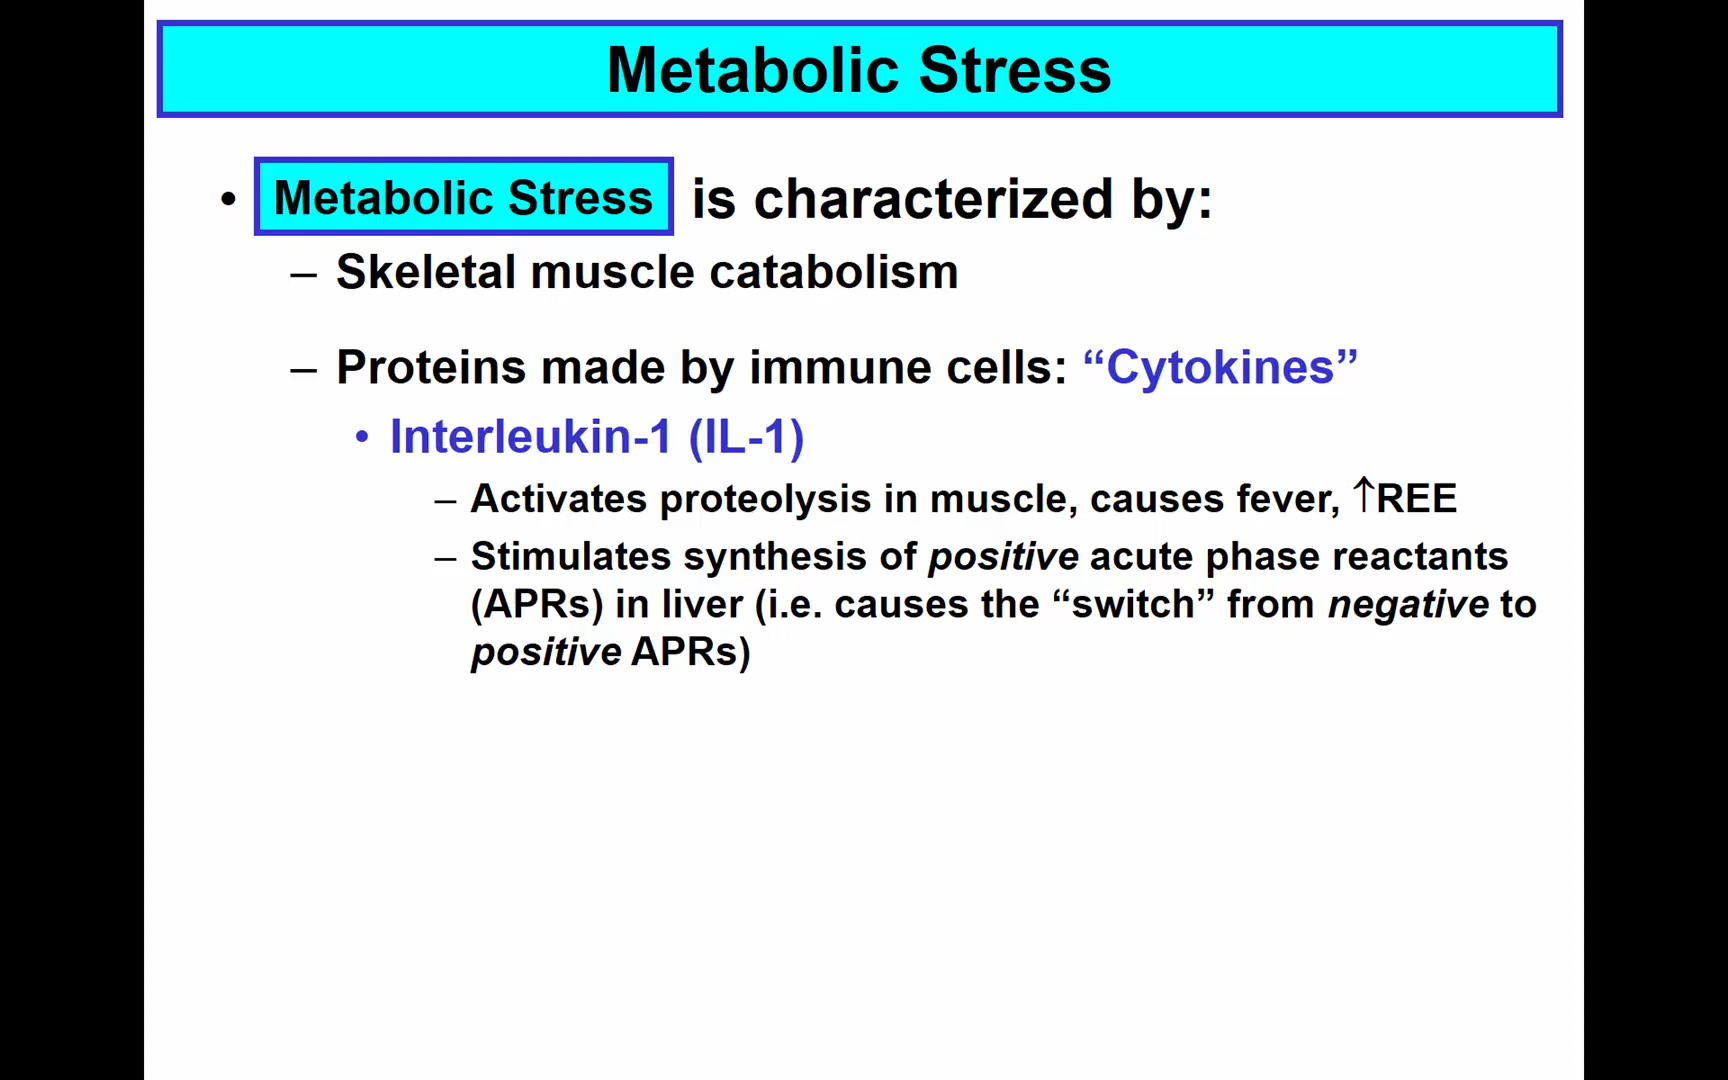 Metabolic Stress
• Metabolic Stress is characterized by:
– Skeletal muscle catabolism
– Proteins made by immune cells: “Cytokines”
• Interleukin-1 (IL-1)
– Activates proteolysis in muscle, causes fever, ↑REE
– Stimulates synthesis of positive acute phase reactants
(APRs) in liver (i.e. causes the “switch” from negative to
positive APRs)